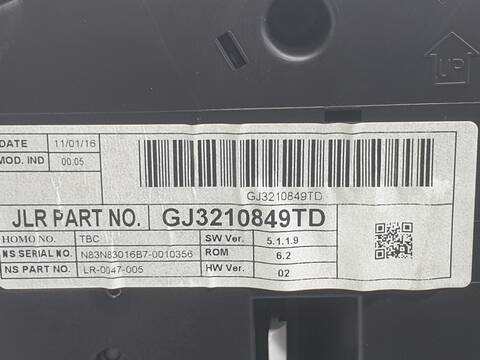 UP
DATE 11/01/16
MOD. IND 00.05
GJ3210849TD
JLR PART NO. GJ3210849TD
HOMO NO. TBC SW Ver. 5.1.1.9
NS SERIAL NO. N83N83016B7-0010356 ROM 6.2
NS PART NO. LR-0047-005 HW Ver. 02